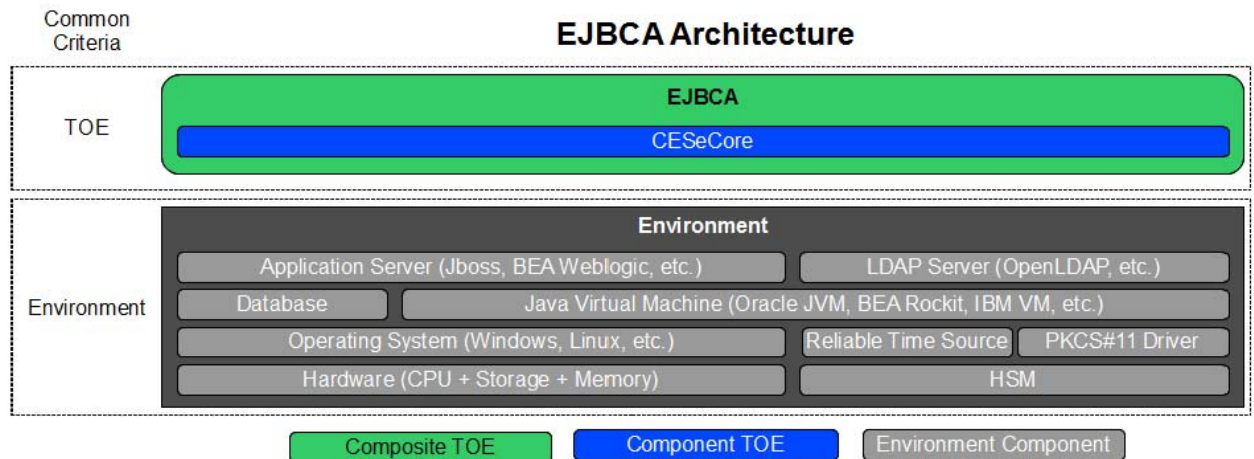 Common
Criteria
EJBCA Architecture
TOE
EJBCA
CESeCore
Environment
Environment
Application Server (Jboss, BEA Weblogic, etc.)
LDAP Server (OpenLDAP, etc.)
Database
Java Virtual Machine (Oracle JVM, BEA Rockit, IBM VM, etc.)
Operating System (Windows, Linux, etc.)
Reliable Time Source
PKCS#11 Driver
Hardware (CPU + Storage + Memory)
HSM
Composite TOE
Component TOE
Environment Component